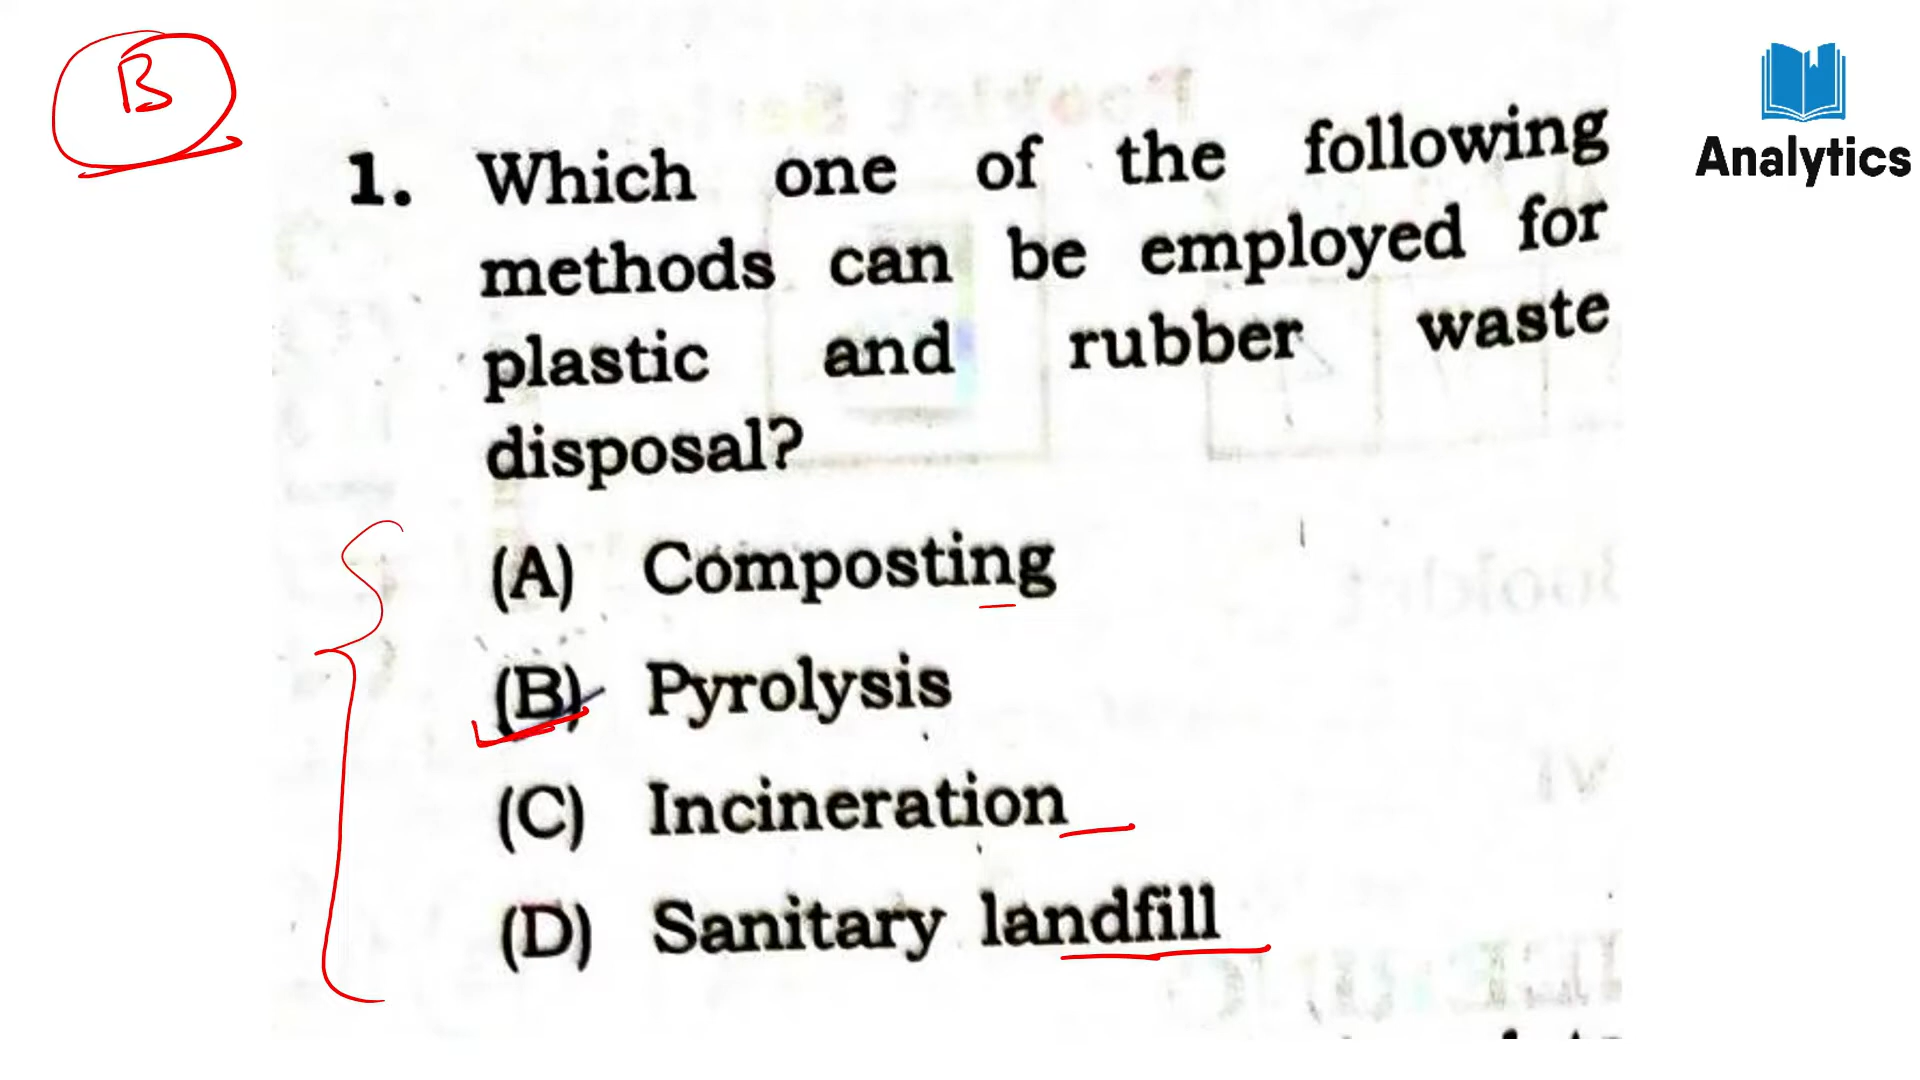 B
Analytics
1. Which one of the following
methods can be employed for
plastic and rubber waste
disposal?
(A) Composting
(B) Pyrolysis
(C) Incineration
(D) Sanitary landfill